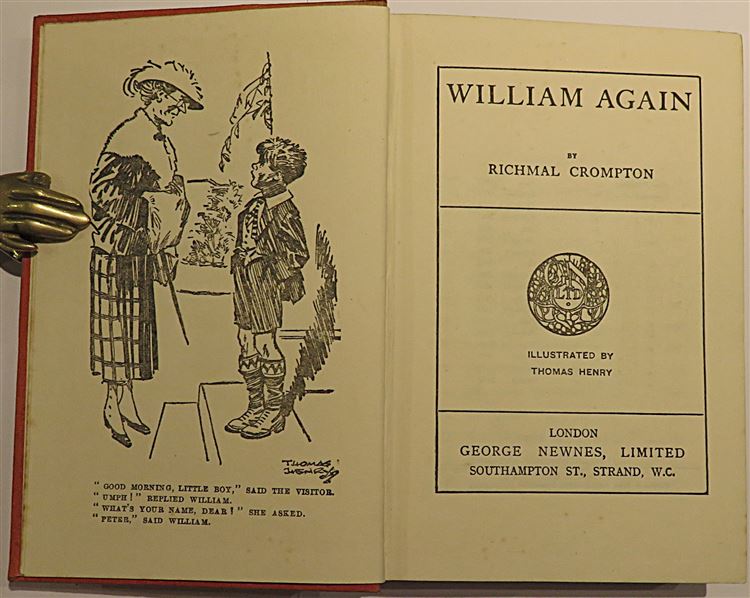 THOMAS
HENRY
"GOOD MORNING, LITTLE BOY," SAID THE VISITOR.
"UMPH!" REPLIED WILLIAM.
"WHAT'S YOUR NAME, DEAR?" SHE ASKED.
"PETER," SAID WILLIAM.
WILLIAM AGAIN
BY
RICHMAL CROMPTON
LTD
ILLUSTRATED BY
THOMAS HENRY
LONDON
GEORGE NEWNES, LIMITED
SOUTHAMPTON ST., STRAND, W.C.